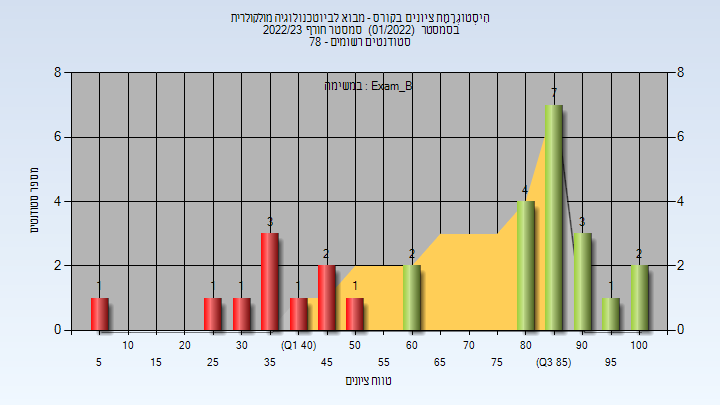 הִיסְטוֹגְרָמַת ציונים בקורס - מבוא לביוטכנולוגיה מולקולרית
בסמסטר (01/2022) סמסטר חורף 2022/23
סטודנטים רשומים - 78
במשימה : Exam_B
מספר סטודנטים
8 8
6 6
4 4
2 2
0 0
1 1 1 3 1 2 1 2 4 7 3 1 2
10 20 30 (Q1 40) 50 60 70 80 90 100
5 15 25 35 45 55 65 75 (Q3 85) 95
טווח ציונים